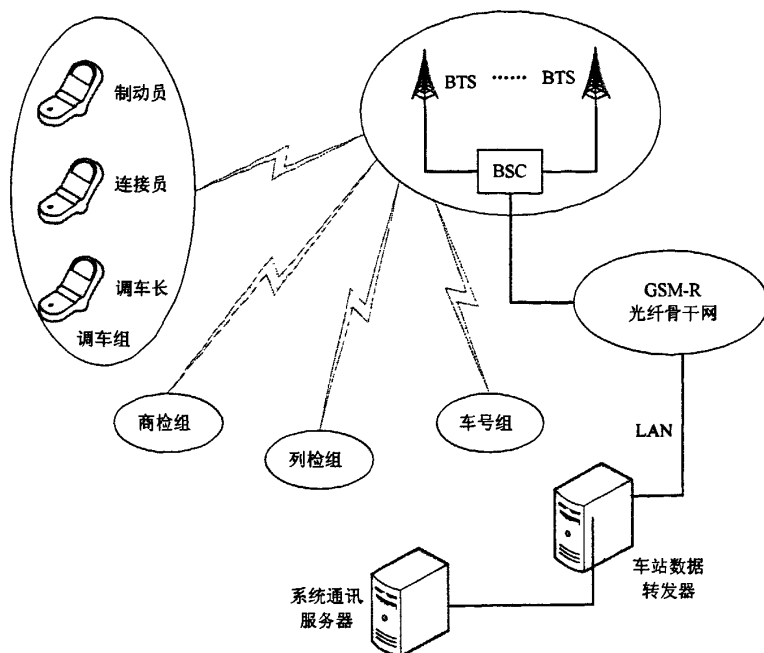 制动员
连接员
调车长
调车组
BTS ...... BTS
BSC
GSM-R
光纤骨干网
商检组
列检组
车号组
LAN
车站数据
转发器
系统通讯
服务器